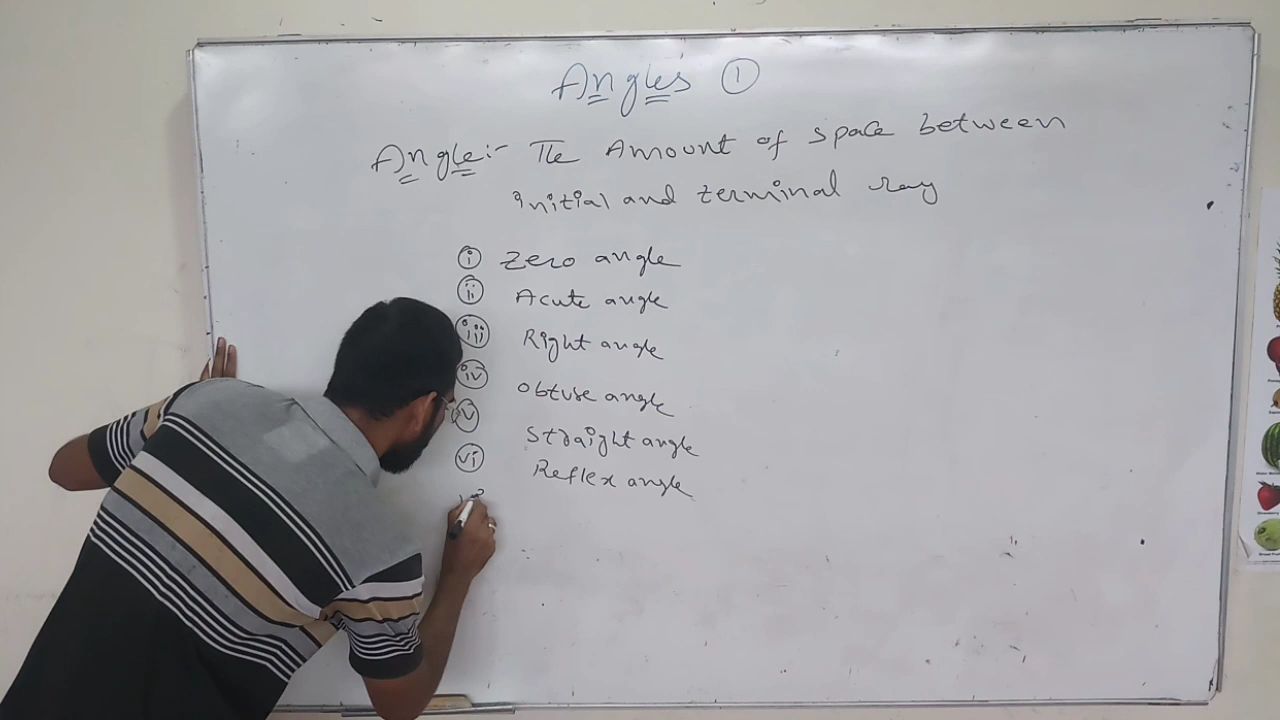 Angles ①
Angle:- The Amount of space between
initial and terminal ray
i Zero angle
ii Acute angle
iii Right angle
iv obtuse angle
v Straight angle
vi Reflex angle